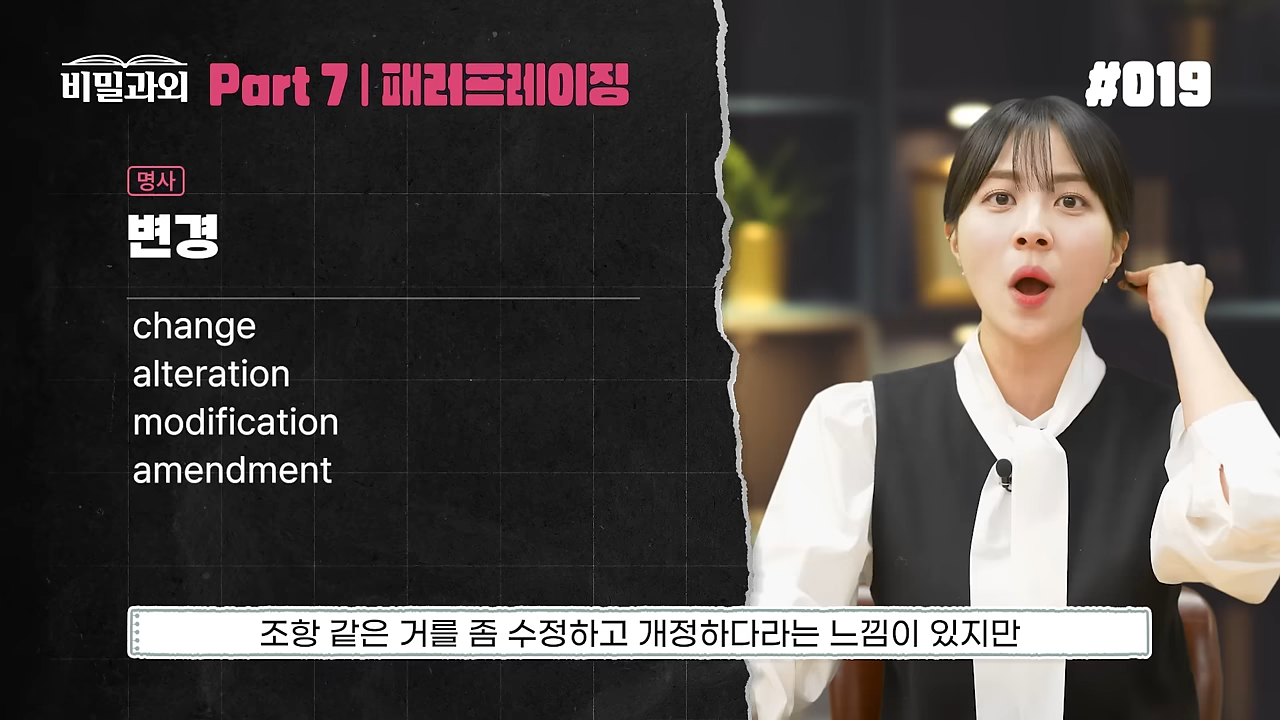 비밀과외 Part 7 | 패러프레이징
#019
명사
변경
change
alteration
modification
amendment
조항 같은 거를 좀 수정하고 개정하다라는 느낌이 있지만